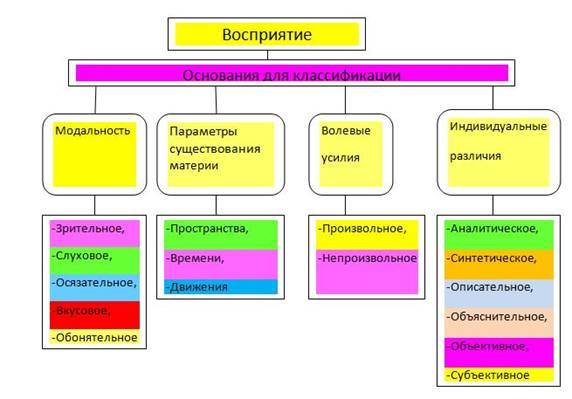 Восприятие
Основания для классификации
Модальность
Параметры
существования
материи
Волевые
усилия
Индивидуальные
различия
-Зрительное,
-Слуховое,
-Осязательное,
-Вкусовое,
-Обонятельное
-Пространства,
-Времени,
-Движения
-Произвольное,
-Непроизвольное
-Аналитическое,
-Синтетическое,
-Описательное,
-Объяснительное,
-Объективное,
-Субъективное